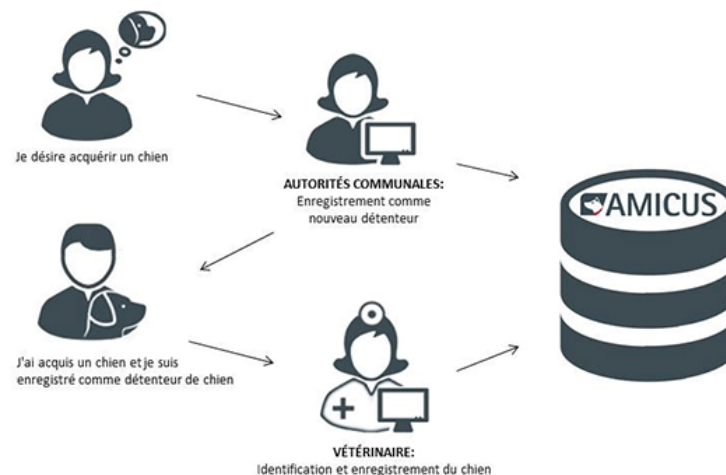 Je désire acquérir un chien
AUTORITÉS COMMUNALES:
Enregistrement comme
nouveau détenteur
AMICUS
J'ai acquis un chien et je suis
enregistré comme détenteur de chien
VÉTÉRINAIRE:
Identification et enregistrement du chien